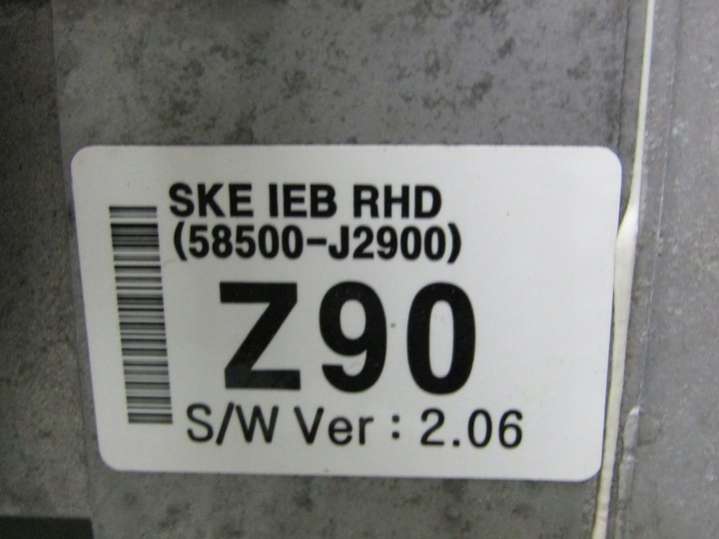 SKE IEB RHD
(58500-J2900)
Z90
S/W Ver : 2.06